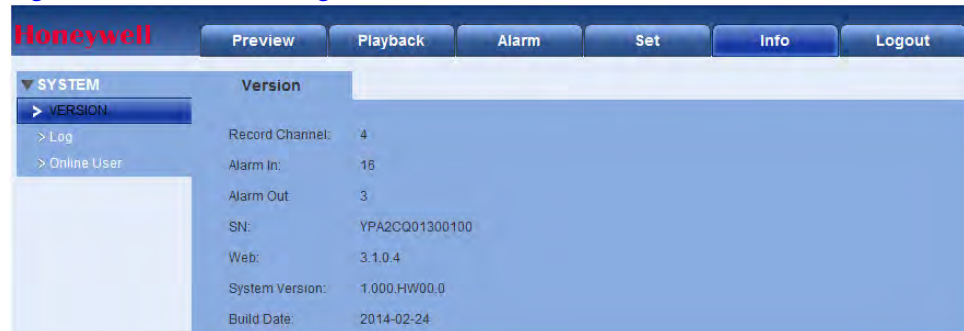 Honeywell
Preview Playback Alarm Set Info Logout
SYSTEM
> VERSION
> Log
> Online User
Version
Record Channel: 4
Alarm In: 16
Alarm Out: 3
SN: YPA2CQ01300100
Web: 3.1.0.4
System Version: 1.000.HW00.0
Build Date: 2014-02-24